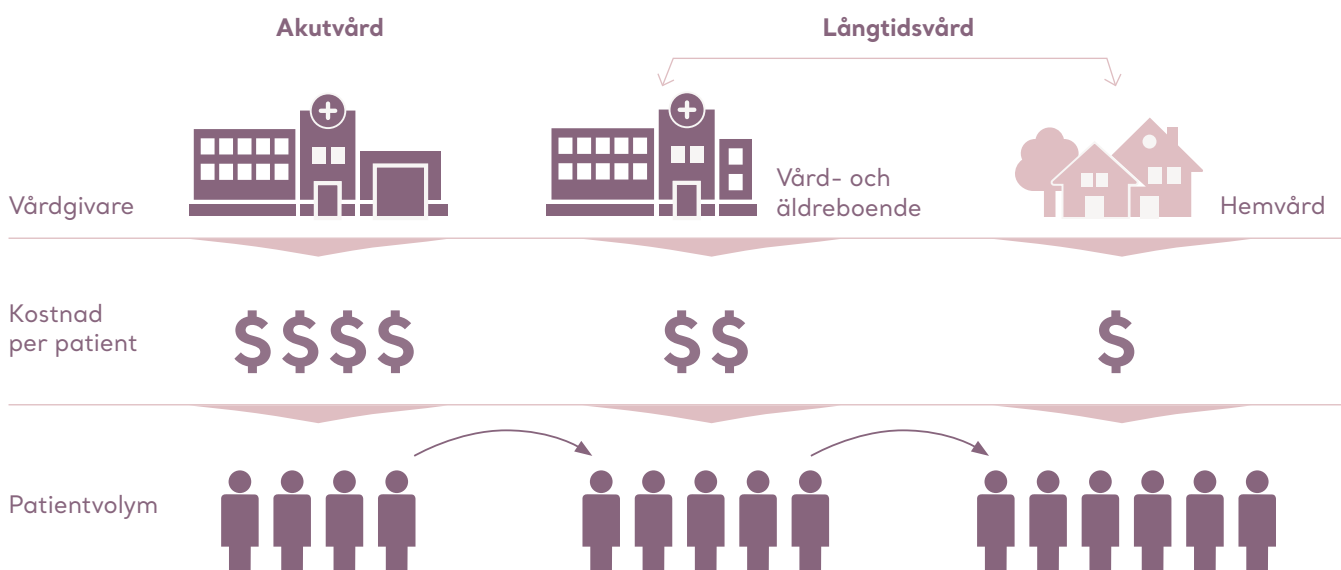 Akutvård
Långtidsvård
Vårdgivare
Vård- och
äldreboende
Hemvård
Kostnad
per patient
$$$$
$$
$
Patientvolym